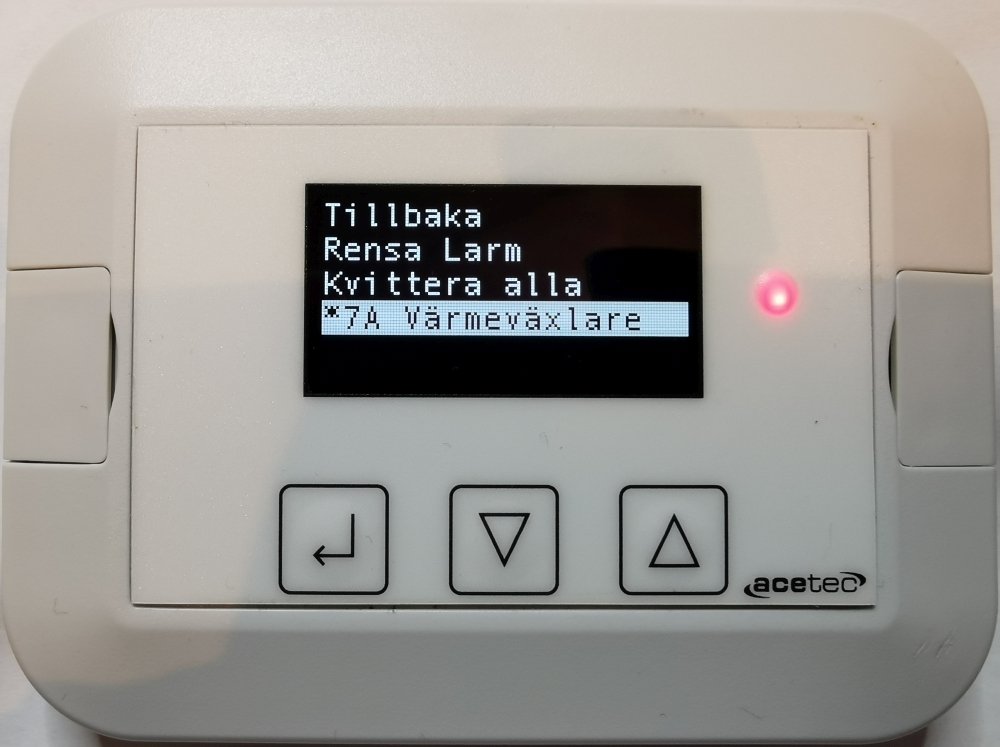 Tillbaka
Rensa Larm
Kvittera alla
*7A Värmeväxlare
acetec